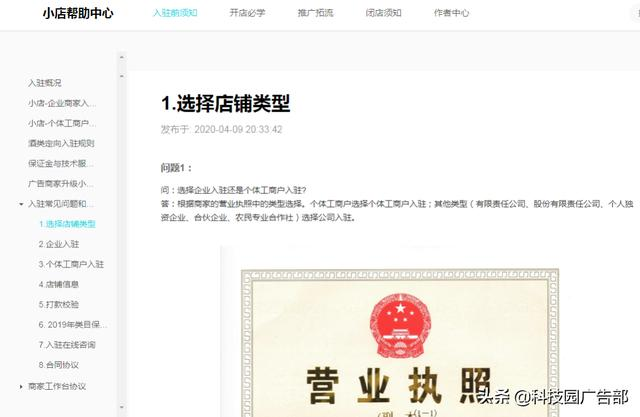 小店帮助中心
入驻前须知
开店必学
推广拓流
闭店须知
作者中心
入驻概况
小店-企业商家入...
小店-个体工商户...
酒类定向入驻规则
保证金与技术服...
广告商家升级小...
入驻常见问题和...
1.选择店铺类型
2.企业入驻
3.个体工商户入驻
4.店铺信息
5.打款校验
6. 2019年类目保...
7.入驻在线咨询
8.合同协议
商家工作台协议
1.选择店铺类型
发布于: 2020-04-09 20:33:42
问题1：
问：选择企业入驻还是个体工商户入驻?
答：根据商家的营业执照中的类型选择。个体工商户选择个体工商户入驻；其他类型（有限责任公司、股份有限责任公司、个人独
资企业、合伙企业、农民专业合作社）选择公司入驻。
营业执照
(副 本)(1-1)
头条 @科技园广告部